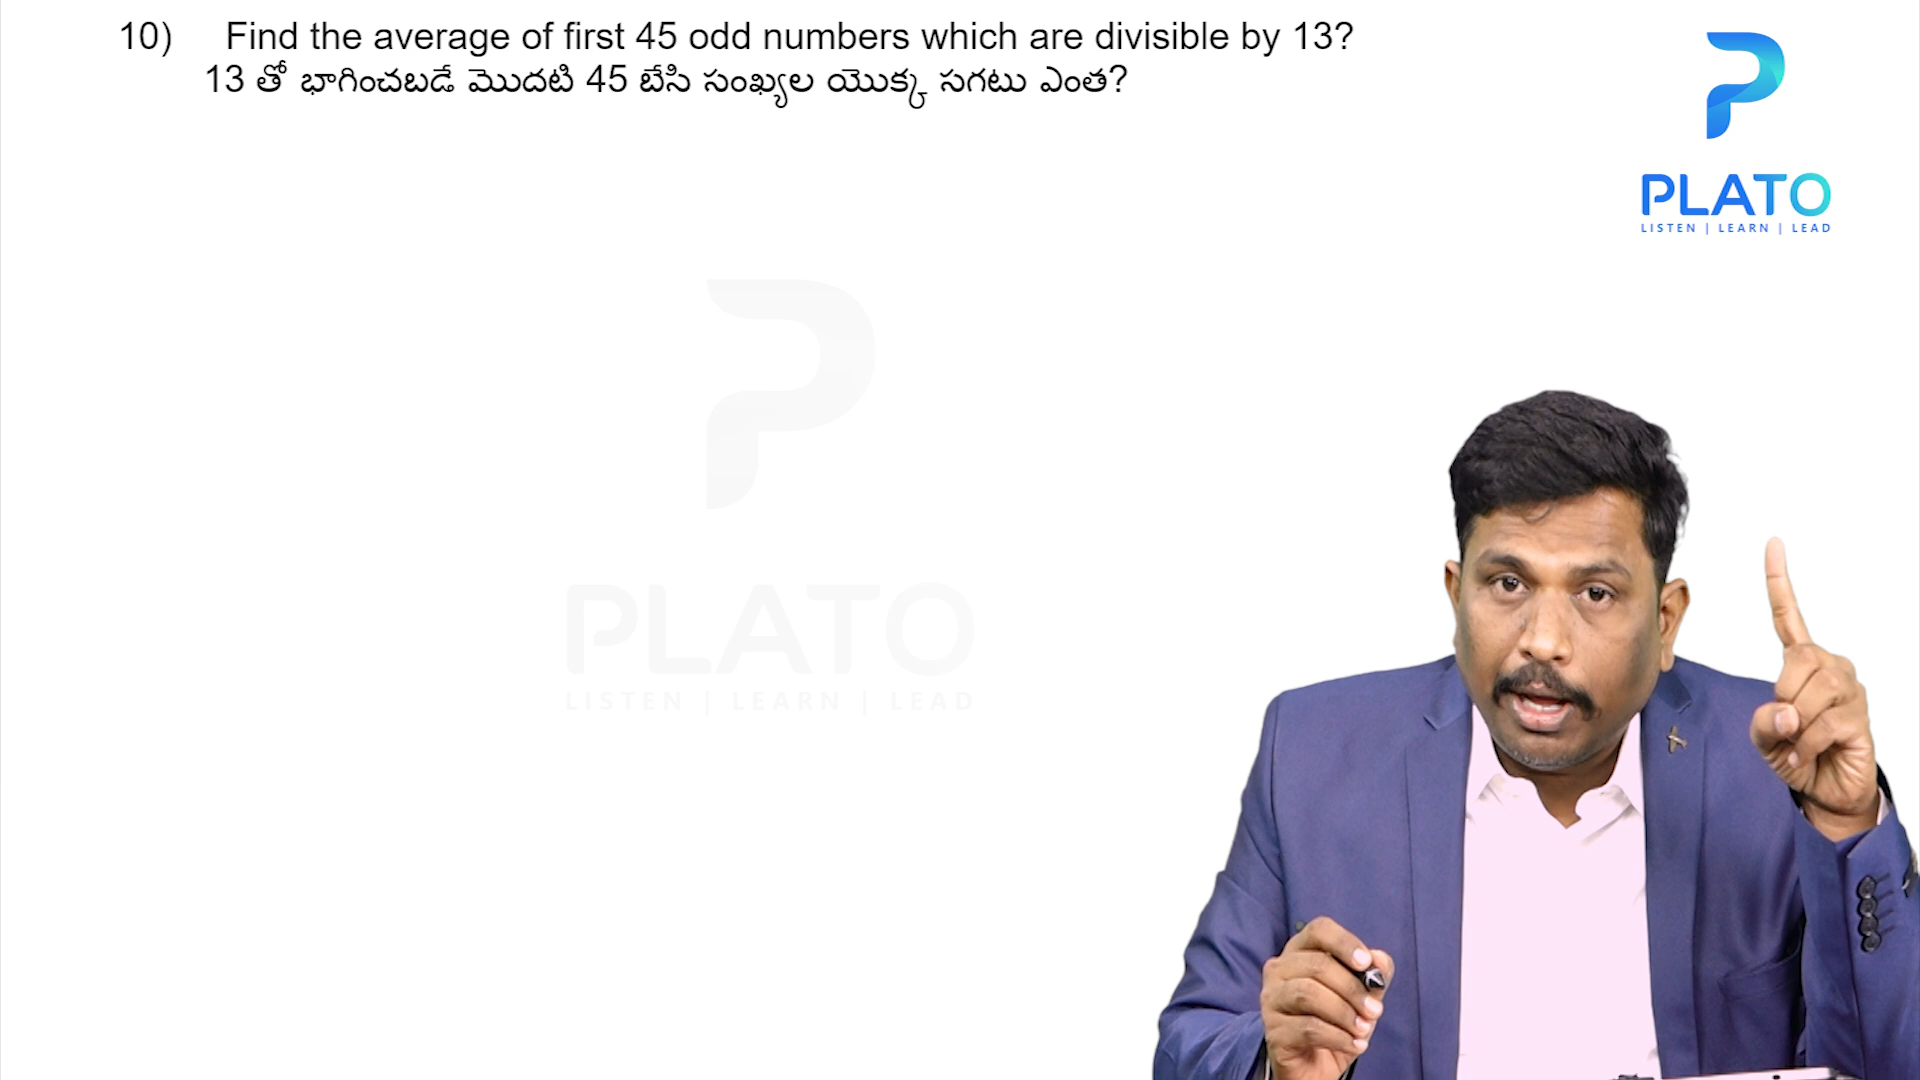 10) Find the average of first 45 odd numbers which are divisible by 13?
13 తో భాగించబడే మొదటి 45 బేసి సంఖ్యల యొక్క సగటు ఎంత?
PLATO
LISTEN | LEARN | LEAD
PLATO
LISTEN | LEARN | LEAD